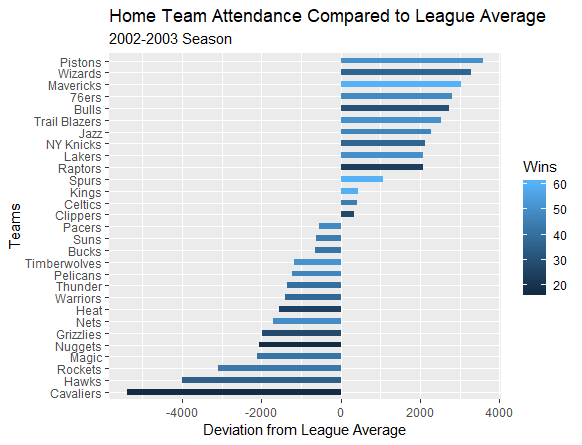 Home Team Attendance Compared to League Average
2002-2003 Season
Pistons
Wizards
Mavericks
76ers
Bulls
Trail Blazers
Jazz
NY Knicks
Lakers
Raptors
Spurs
Kings
Celtics
Clippers
Pacers
Suns
Bucks
Timberwolves
Pelicans
Thunder
Warriors
Heat
Nets
Grizzlies
Nuggets
Magic
Rockets
Hawks
Cavaliers
Teams
-4000 -2000 0 2000 4000
Deviation from League Average
Wins
60
50
40
30
20